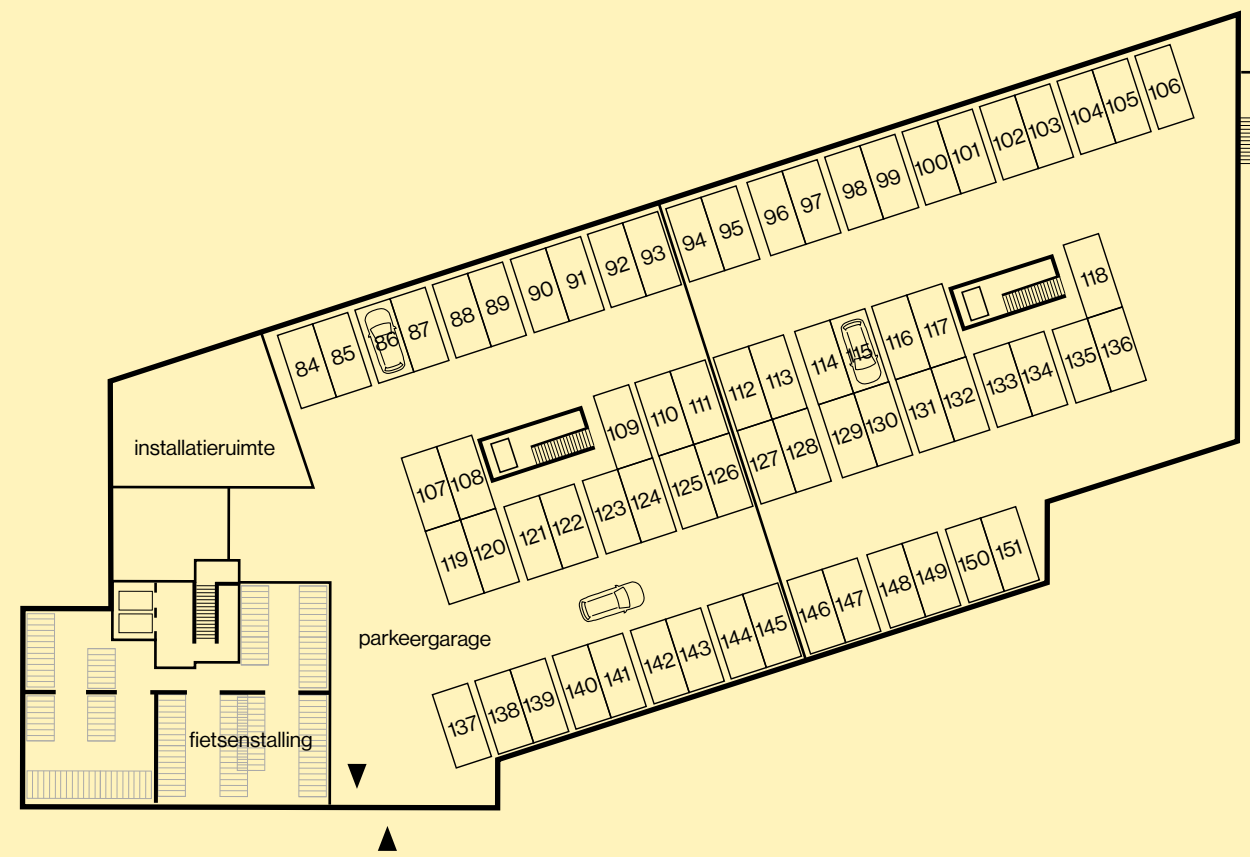 84 85 86 87 88 89 90 91 92 93 94 95 96 97 98 99 100 101 102 103 104 105 106
107 108 109 110 111 112 113 114 115 116 117 118
119 120 121 122 123 124 125 126 127 128 129 130 131 132 133 134 135 136
137 138 139 140 141 142 143 144 145 146 147 148 149 150 151
installatieruimte
parkeergarage
fietsenstalling